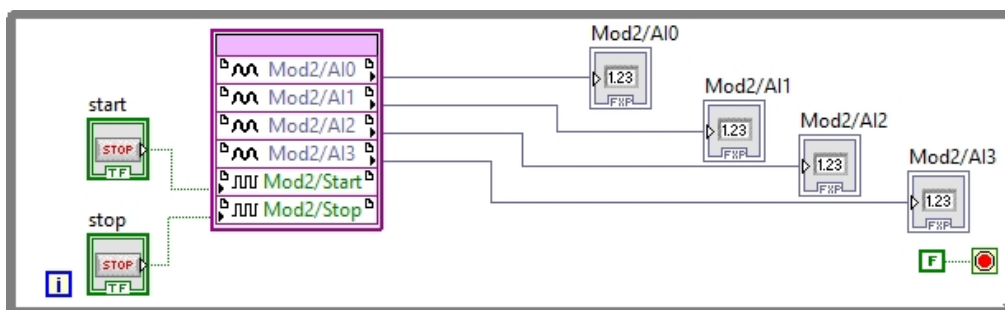 Mod2/AI0
1.23
FXP
Mod2/AI1
1.23
FXP
Mod2/AI2
1.23
FXP
Mod2/AI3
1.23
FXP
Mod2/AI0
Mod2/AI1
Mod2/AI2
Mod2/AI3
Mod2/Start
Mod2/Stop
start
STOP
TF
stop
STOP
TF
i
F